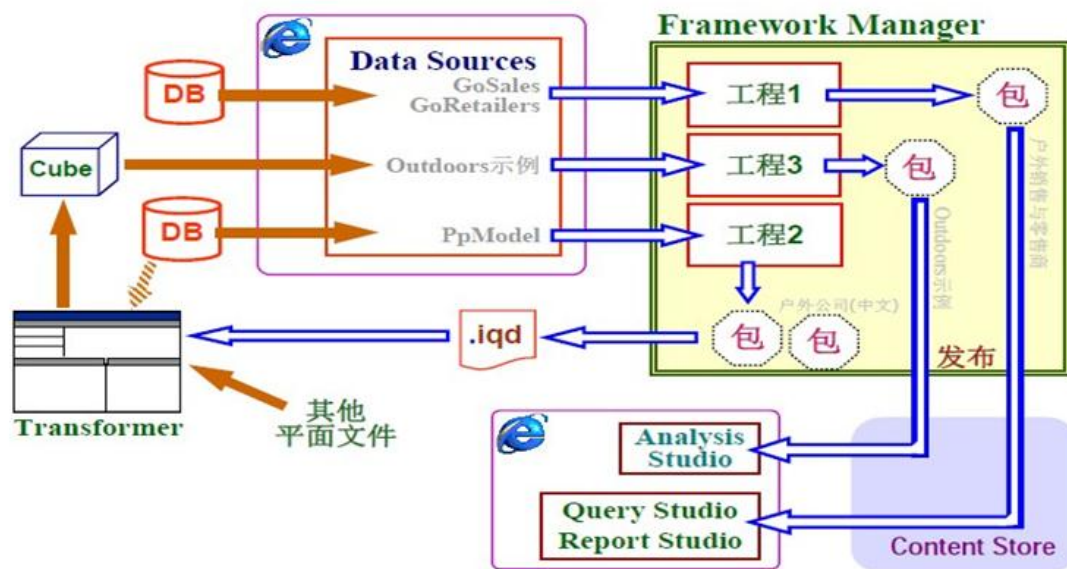 Framework Manager
Data Sources
DB
GoSales
GoRetailers
工程1
包
Cube
Outdoors示例
工程3
包
户外销售与零售商
DB
PpModel
工程2
Outdoors示例
户外公司(中文)
.iqd
包
包
发布
Transformer
其他
平面文件
Analysis
Studio
Query Studio
Report Studio
Content Store